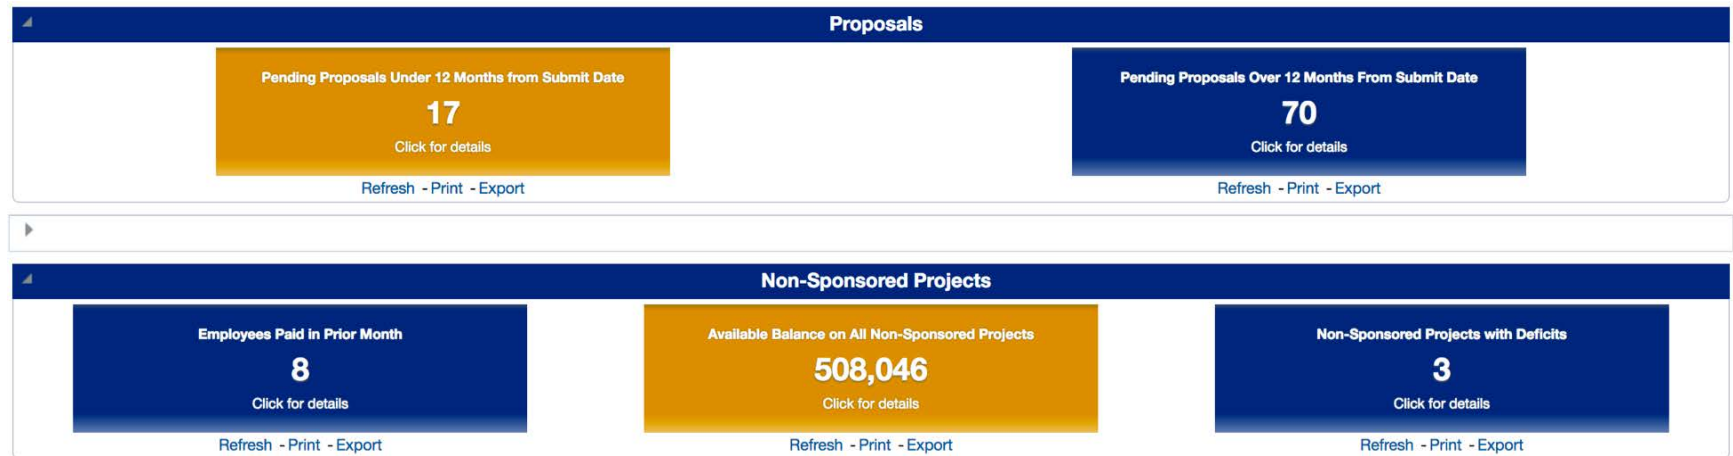 Proposals
Pending Proposals Under 12 Months from Submit Date
17
Click for details
Refresh - Print - Export
Pending Proposals Over 12 Months From Submit Date
70
Click for details
Refresh - Print - Export
Non-Sponsored Projects
Employees Paid in Prior Month
8
Click for details
Refresh - Print - Export
Available Balance on All Non-Sponsored Projects
508,046
Click for details
Refresh - Print - Export
Non-Sponsored Projects with Deficits
3
Click for details
Refresh - Print - Export